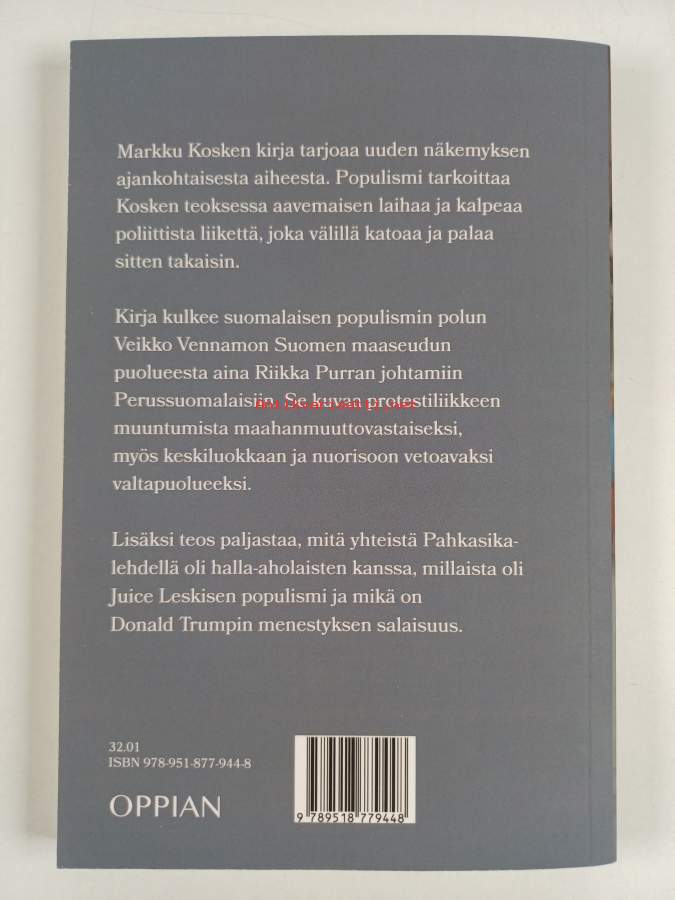 Markku Kosken kirja tarjoaa uuden näkemyksen
ajankohtaisesta aiheesta. Populismi tarkoittaa
Kosken teoksessa aavemaisen laihaa ja kalpeaa
poliittista liikettä, joka välillä katoaa ja palaa
sitten takaisin.
Kirja kulkee suomalaisen populismin polun
Veikko Vennamon Suomen maaseudun
puolueesta aina Riikka Purran johtamiin
Perussuomalaisiin. Se kuvaa protestiliikkeen
muuntumista maahanmuuttovastaiseksi,
myös keskiluokkaan ja nuorisoon vetoavaksi
valtapuolueeksi.
Lisäksi teos paljastaa, mitä yhteistä Pahkasika-
lehdellä oli halla-aholaisten kanssa, millaista oli
Juice Leskisen populismi ja mikä on
Donald Trumpin menestyksen salaisuus.
32.01
ISBN 978-951-877-944-8
OPPIAN
9 789518 779448